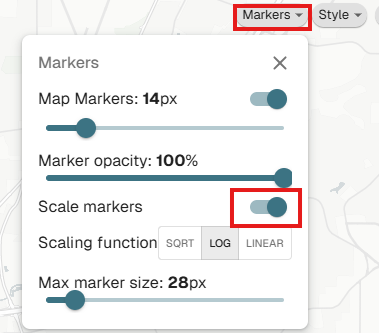 Markers Style
Markers
Map Markers: 14px
Marker opacity: 100%
Scale markers
Scaling function SQRT LOG LINEAR
Max marker size: 28px